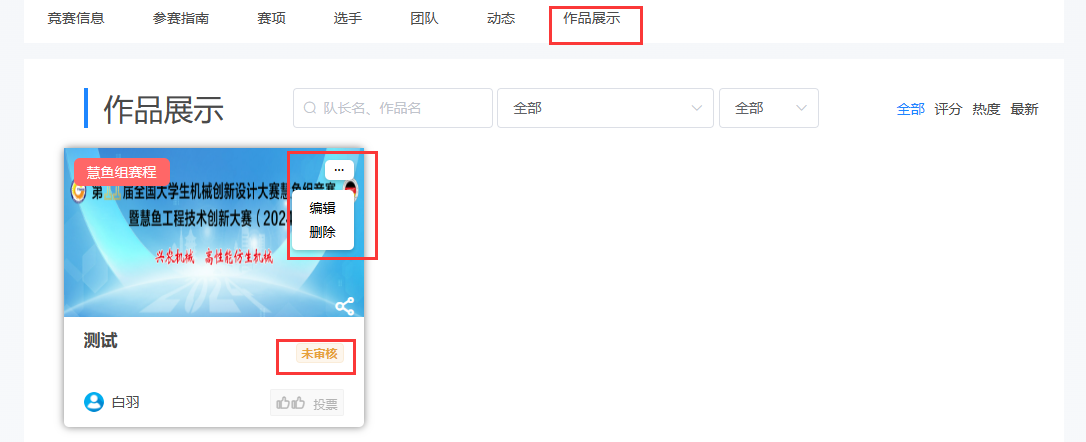 竞赛信息 参赛指南 赛项 选手 团队 动态 作品展示
作品展示 队长名、作品名 全部 全部 全部 评分 热度 最新
慧鱼组赛程 ...
编辑
删除
届全国大学生机械创新设计大赛慧鱼组竞赛
暨慧鱼工程技术创新大赛（202
兴农机械 高性能仿生机械
测试
未审核
白羽 投票